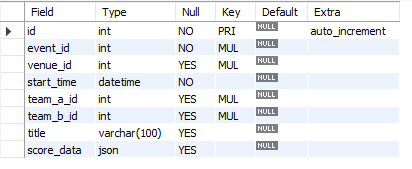 Field Type Null Key Default Extra
id int NO PRI NULL auto_increment
event_id int NO MUL NULL
venue_id int YES MUL NULL
start_time datetime NO NULL
team_a_id int YES MUL NULL
team_b_id int YES MUL NULL
title varchar(100) YES NULL
score_data json YES NULL